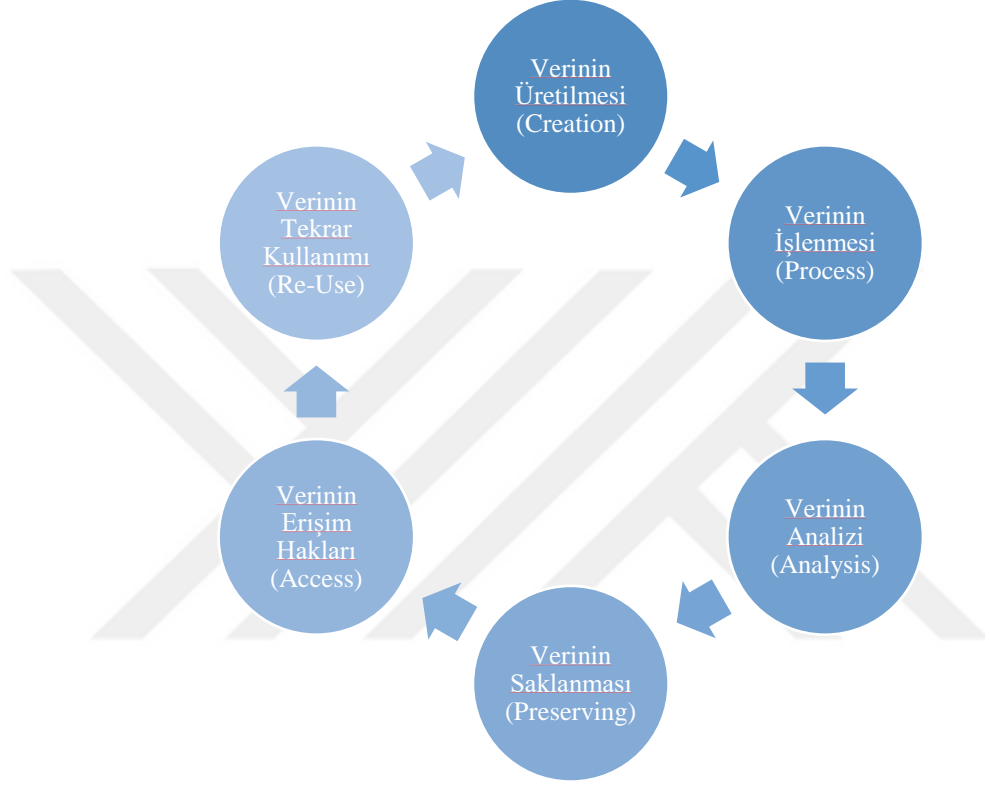 Verinin
Üretilmesi
(Creation)
Verinin
İşlenmesi
(Process)
Verinin
Analizi
(Analysis)
Verinin
Saklanması
(Preserving)
Verinin
Erişim
Hakları
(Access)
Verinin
Tekrar
Kullanımı
(Re-Use)